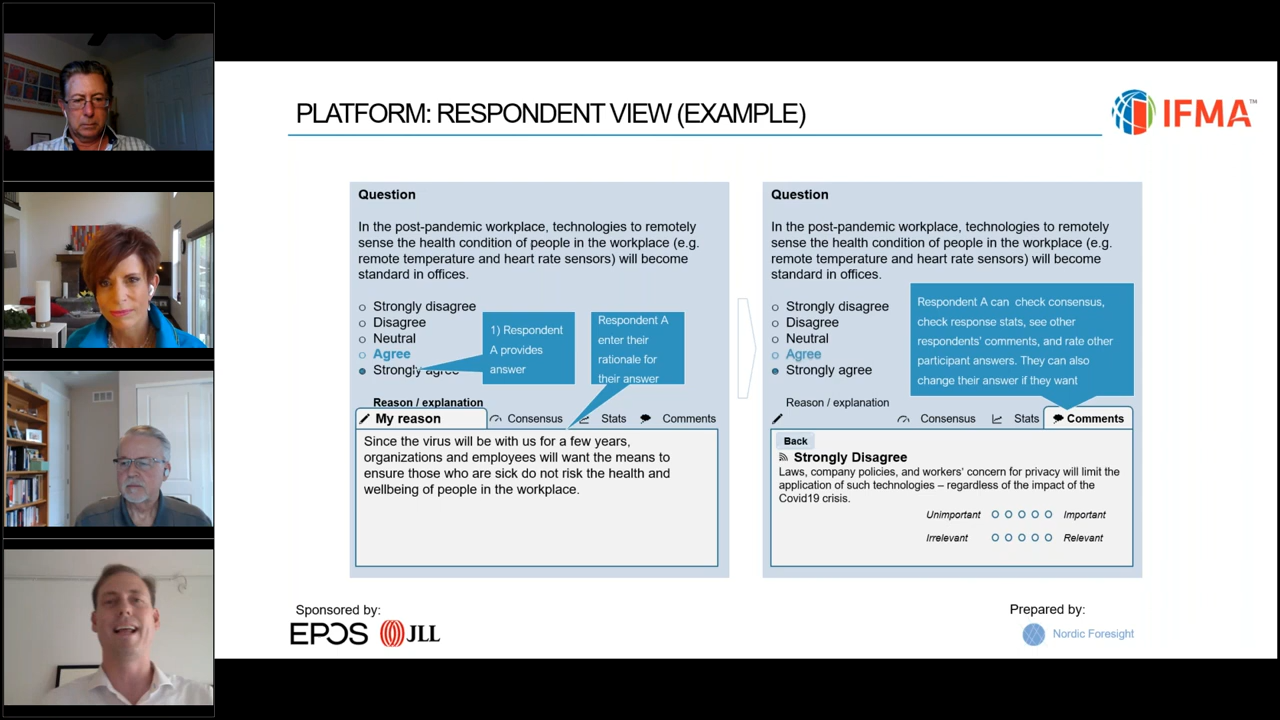 PLATFORM: RESPONDENT VIEW (EXAMPLE)
IFMA™
Question
In the post-pandemic workplace, technologies to remotely
sense the health condition of people in the workplace (e.g.
remote temperature and heart rate sensors) will become
standard in offices.
Strongly disagree
Disagree
Neutral
Agree
Strongly agree
1) Respondent
A provides
answer
Respondent A
enter their
rationale for
their answer
Reason / explanation
My reason
Consensus
Stats
Comments
Since the virus will be with us for a few years,
organizations and employees will want the means to
ensure those who are sick do not risk the health and
wellbeing of people in the workplace.
Question
In the post-pandemic workplace, technologies to remotely
sense the health condition of people in the workplace (e.g.
remote temperature and heart rate sensors) will become
standard in offices.
Strongly disagree
Disagree
Neutral
Agree
Strongly agree
Respondent A can check consensus,
check response stats, see other
respondents' comments, and rate other
participant answers. They can also
change their answer if they want
Reason / explanation
Consensus
Stats
Comments
Back
Strongly Disagree
Laws, company policies, and workers' concern for privacy will limit the
application of such technologies – regardless of the impact of the
Covid19 crisis.
Unimportant
Important
Irrelevant
Relevant
Sponsored by:
EPOS JLL
Prepared by:
Nordic Foresight